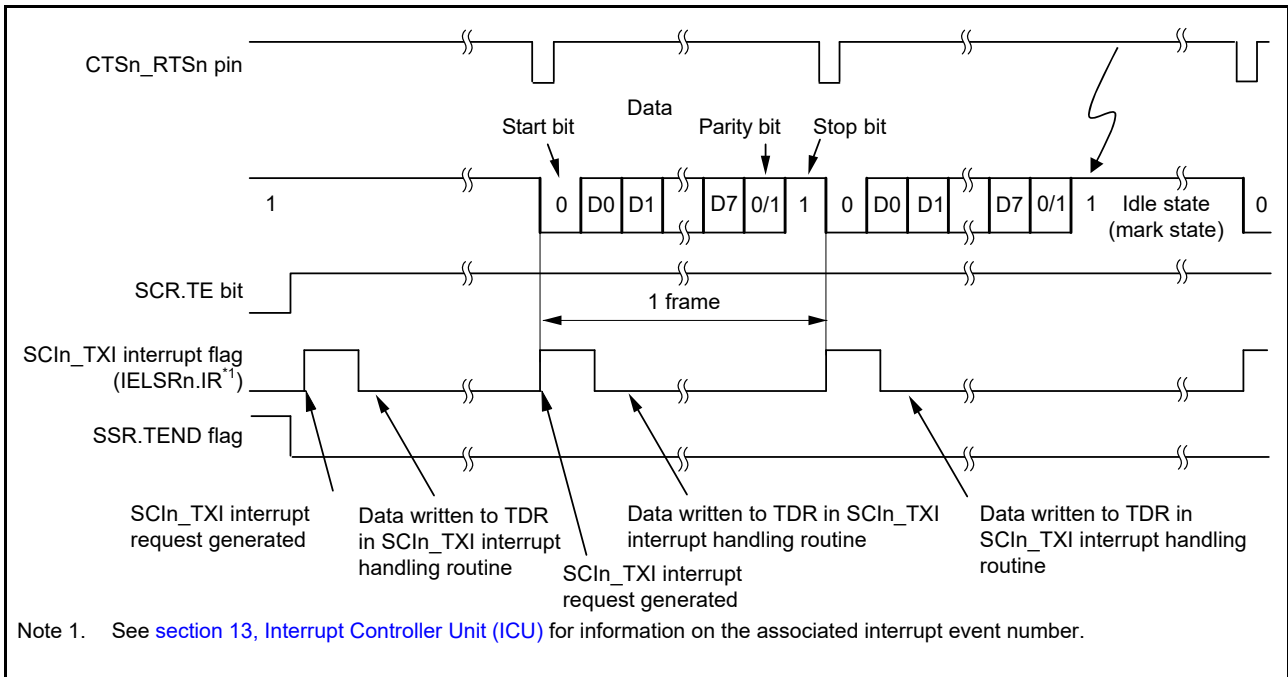 CTSn_RTSn pin
Data
Start bit
Parity bit
Stop bit
1
0 D0 D1 D7 0/1 1 0 D0 D1 D7 0/1 1 Idle state 0
(mark state)
SCR.TE bit
1 frame
SCIn_TXI interrupt flag
(IELSRn.IR*1)
SSR.TEND flag
SCIn_TXI interrupt
request generated
Data written to TDR
in SCIn_TXI interrupt
handling routine
SCIn_TXI interrupt
request generated
Data written to TDR in SCIn_TXI
interrupt handling routine
Data written to TDR in
SCIn_TXI interrupt handling
routine
Note 1. See section 13, Interrupt Controller Unit (ICU) for information on the associated interrupt event number.